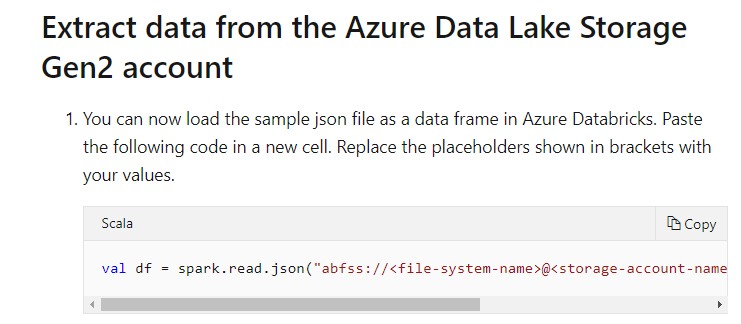 Extract data from the Azure Data Lake Storage
Gen2 account
1. You can now load the sample json file as a data frame in Azure Databricks. Paste
the following code in a new cell. Replace the placeholders shown in brackets with
your values.
Scala
Copy
val df = spark.read.json("abfss://<file-system-name>@<storage-account-name